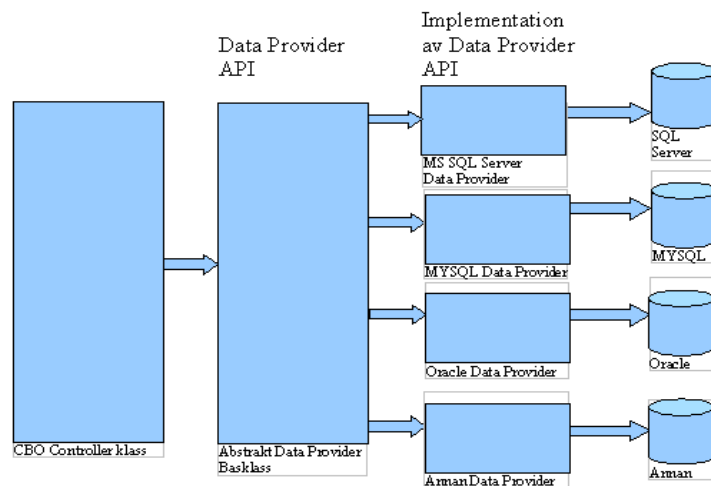 Data Provider
API
Implementation
av Data Provider
API
SQL
Server
MS SQL Server
Data Provider
MYSQL
MYSQL Data Provider
Oracle
Oracle Data Provider
CBO Controller klass
Abstrakt Data Provider
Basklass
Annan Data Provider
Annan